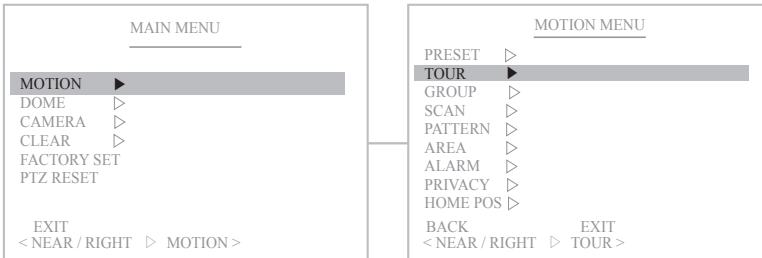 MAIN MENU
MOTION ▶
DOME ▷
CAMERA ▷
CLEAR ▷
FACTORY SET
PTZ RESET
EXIT
< NEAR / RIGHT ▷ MOTION >
MOTION MENU
PRESET ▷
TOUR ▶
GROUP ▷
SCAN ▷
PATTERN ▷
AREA ▷
ALARM ▷
PRIVACY ▷
HOME POS ▷
BACK EXIT
< NEAR / RIGHT ▷ TOUR >